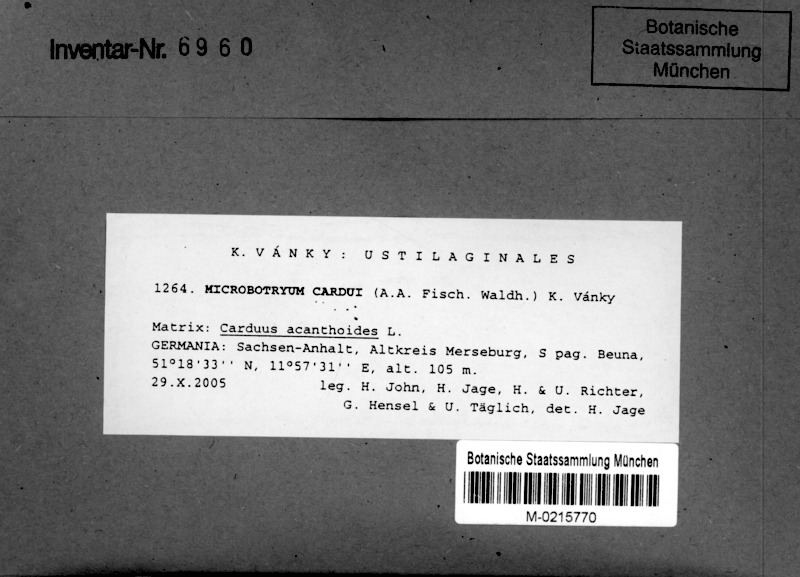 Inventar-Nr. 6960
Botanische
Staatssammlung
München
K. VÁNKY: USTILAGINALES
1264. MICROBOTRYUM CARDUI (A.A. Fisch. Waldh.) K. Vánky
Matrix: Carduus acanthoides L.
GERMANIA: Sachsen-Anhalt, Altkreis Merseburg, S pag. Beuna,
51°18'33'' N, 11°57'31'' E, alt. 105 m.
29.X.2005 leg. H. John, H. Jage, H. & U. Richter,
G. Hensel & U. Täglich, det. H. Jage
Botanische Staatssammlung München
M-0215770